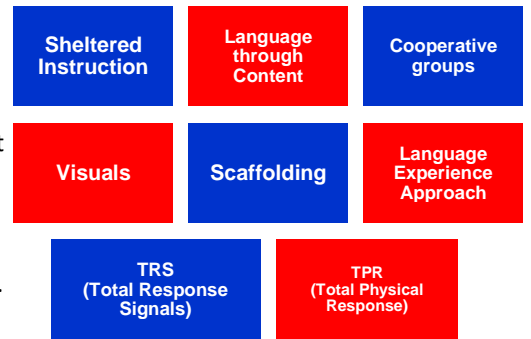 Sheltered
Instruction
Language
through
Content
Cooperative
groups
t
Visuals
Scaffolding
Language
Experience
Approach
TRS
(Total Response
Signals)
TPR
(Total Physical
Response)
.